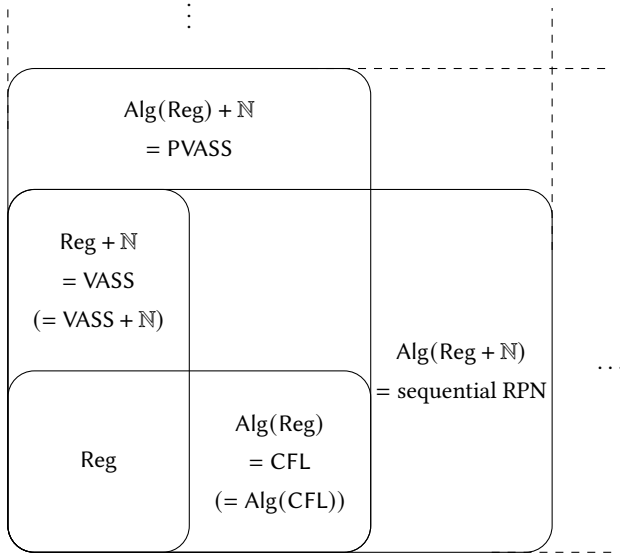 ⋮
Alg(Reg) + ℕ
= PVASS
Reg + ℕ
= VASS
(= VASS + ℕ)
Alg(Reg + ℕ)
= sequential RPN
...
Reg
Alg(Reg)
= CFL
(= Alg(CFL))